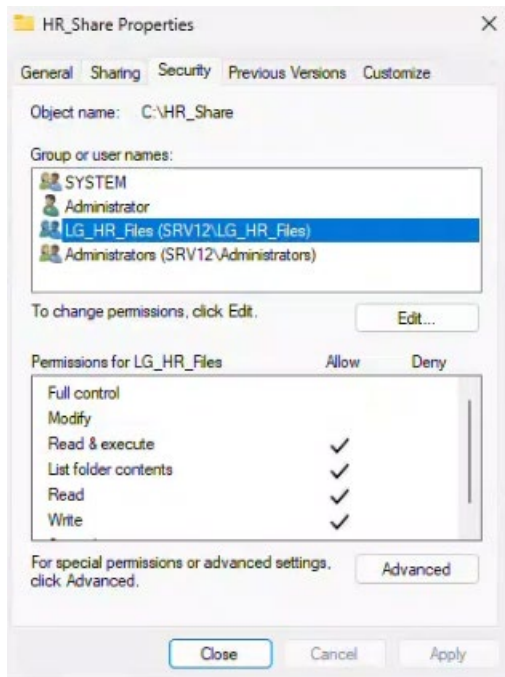 HR_Share Properties
General Sharing Security Previous Versions Customize
Object name: C:\HR_Share
Group or user names:
SYSTEM
Administrator
LG_HR_Files (SRV12\LG_HR_Files)
Administrators (SRV12\Administrators)
To change permissions, click Edit.
Edit...
Permissions for LG_HR_Files Allow Deny
Full control
Modify
Read & execute
List folder contents
Read
Write
For special permissions or advanced settings, click Advanced.
Advanced
Close Cancel Apply